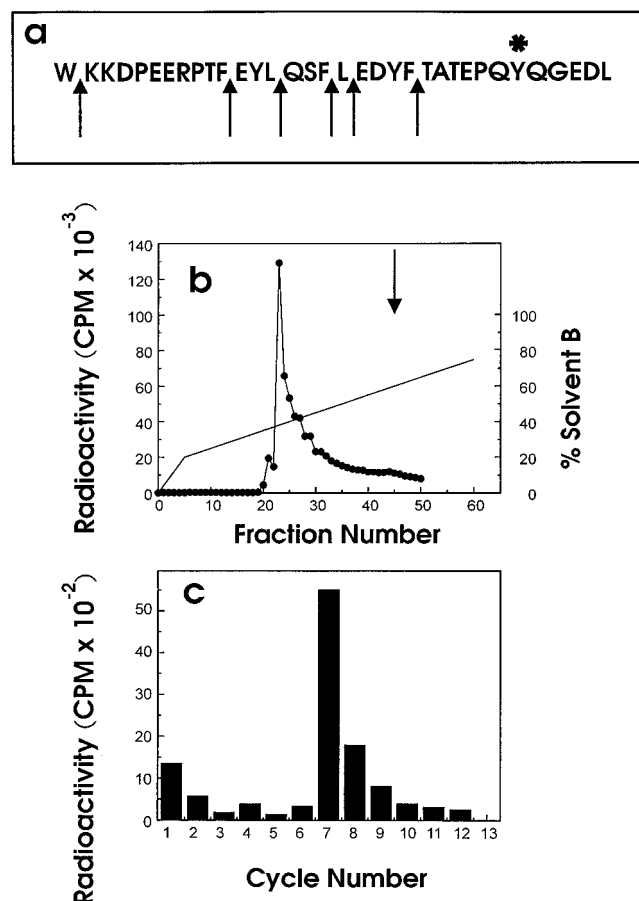 a
*
W KKDPEERPTF EYL QSF L EDYF TATEPQYQGEDL
b
Radioactivity (CPM x 10⁻³)
140
120
100
80
60
40
20
0
100
80
60
40
20
0
% Solvent B
0 10 20 30 40 50 60
Fraction Number
c
Radioactivity (CPM x 10⁻²)
50
40
30
20
10
0
1 2 3 4 5 6 7 8 9 10 11 12 13
Cycle Number